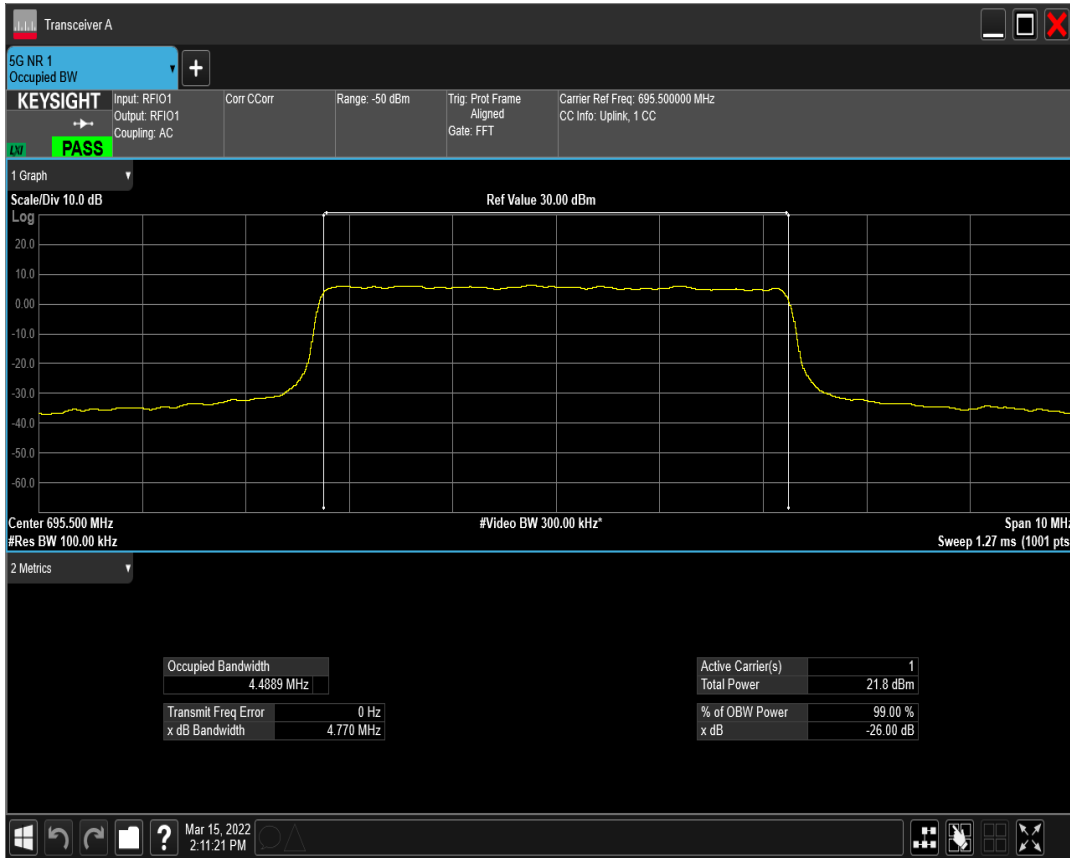 Transceiver A
5G NR 1
Occupied BW
+
KEYSIGHT
LXI
PASS
Input: RFIO1
Output: RFIO1
Coupling: AC
Corr CCorr
Range: -50 dBm
Trig: Prot Frame
Aligned
Gate: FFT
Carrier Ref Freq: 695.500000 MHz
CC Info: Uplink, 1 CC
1 Graph
Scale/Div 10.0 dB
Ref Value 30.00 dBm
Log
20.0
10.0
0.00
-10.0
-20.0
-30.0
-40.0
-50.0
-60.0
Center 695.500 MHz
#Video BW 300.00 kHz*
Span 10 MHz
#Res BW 100.00 kHz
Sweep 1.27 ms (1001 pts
2 Metrics
Occupied Bandwidth
4.4889 MHz
Transmit Freq Error 0 Hz
x dB Bandwidth 4.770 MHz
Active Carrier(s) 1
Total Power 21.8 dBm
% of OBW Power 99.00 %
x dB -26.00 dB
?
Mar 15, 2022
2:11:21 PM